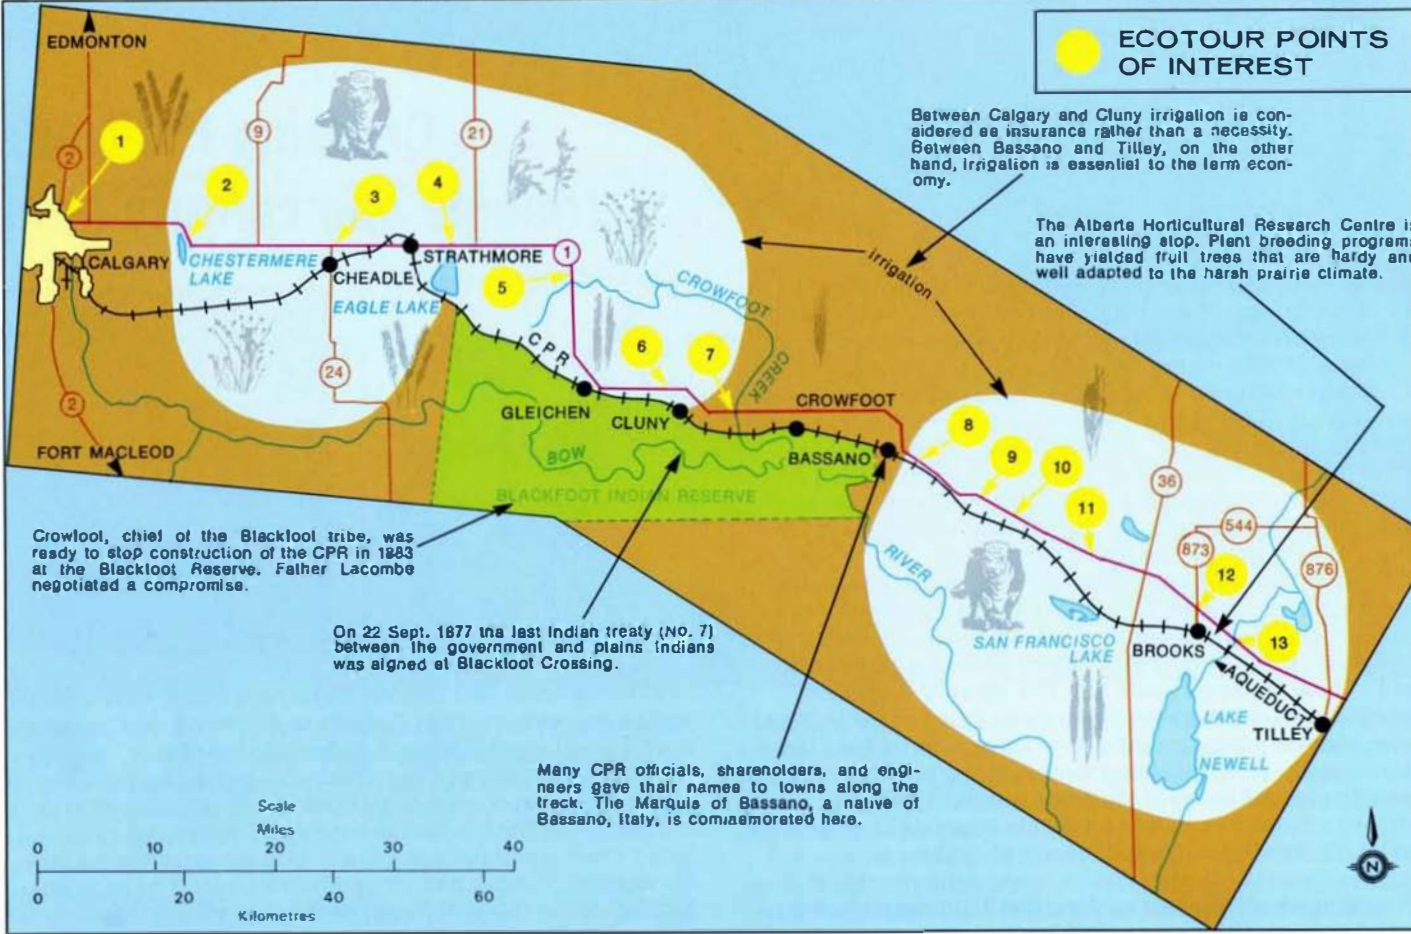 ECOTOUR POINTS
OF INTEREST
EDMONTON
Between Calgary and Cluny irrigation is con-
sidered as insurance rather than a necessity.
Between Bassano and Tilley, on the other
hand, irrigation is essential to the farm econ-
omy.
The Alberta Horticultural Research Centre is
an interesting stop. Plant breeding programs
have yielded fruit trees that are hardy and
well adapted to the harsh prairie climate.
1
2
9
21
2
3
4
1
CALGARY
CHESTERMERE
LAKE
CHEADLE
STRATHMORE
EAGLE LAKE
5
CROWFOOT
CREEK
irrigation
CPR
6
7
24
2
GLEICHEN
CLUNY
CROWFOOT
BASSANO
FORT MACLEOD
BOW
RIVER
BLACKFOOT INDIAN RESERVE
8
9
10
11
36
544
873
876
12
13
SAN FRANCISCO
LAKE
BROOKS
AQUEDUCT
TILLEY
LAKE
NEWELL
Crowfoot, chief of the Blackfoot tribe, was
ready to stop construction of the CPR in 1883
at the Blackfoot Reserve. Father Lacombe
negotiated a compromise.
On 22 Sept. 1877 the last Indian treaty (No. 7)
between the government and plains Indians
was signed at Blackfoot Crossing.
Many CPR officials, shareholders, and engi-
neers gave their names to towns along the
track. The Marquis of Bassano, a native of
Bassano, Italy, is commemorated here.
Scale
Miles
0 10 20 30 40
0 20 40 60
Kilometres
N